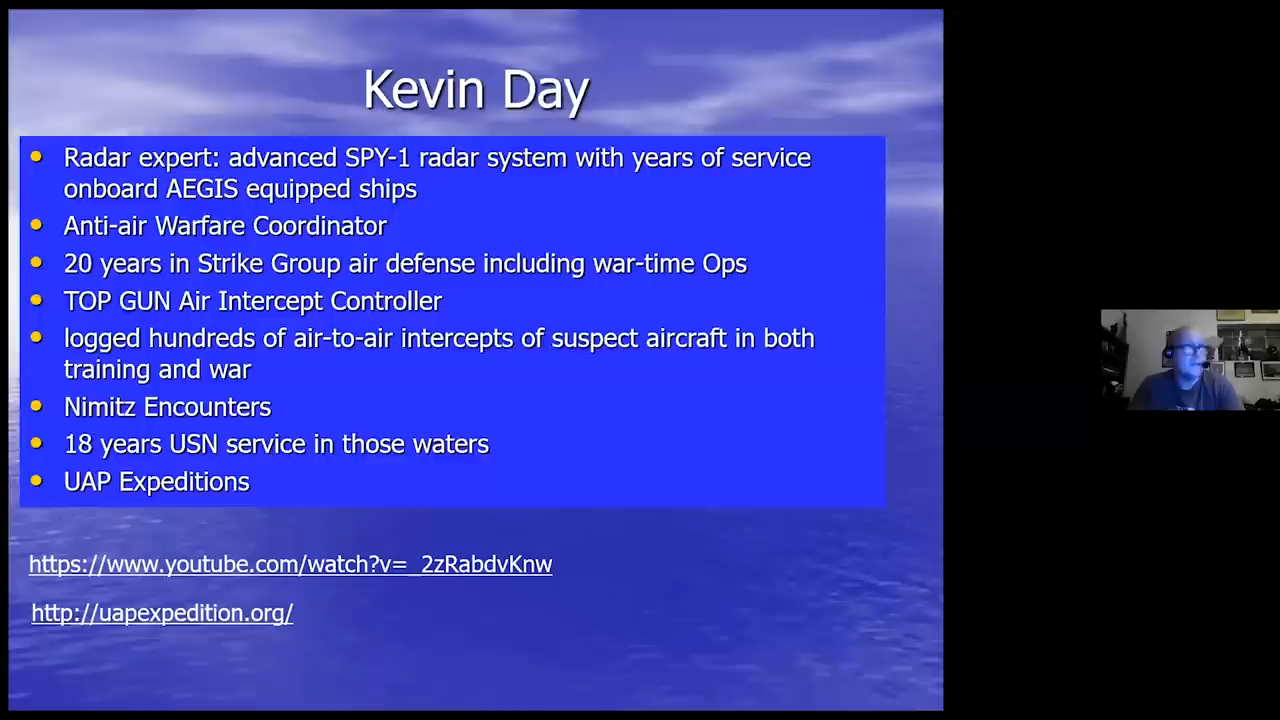 Kevin Day
Radar expert: advanced SPY-1 radar system with years of service
onboard AEGIS equipped ships
Anti-air Warfare Coordinator
20 years in Strike Group air defense including war-time Ops
TOP GUN Air Intercept Controller
logged hundreds of air-to-air intercepts of suspect aircraft in both
training and war
Nimitz Encounters
18 years USN service in those waters
UAP Expeditions
https://www.youtube.com/watch?v=_2zRabdvKnw
http://uapexpedition.org/